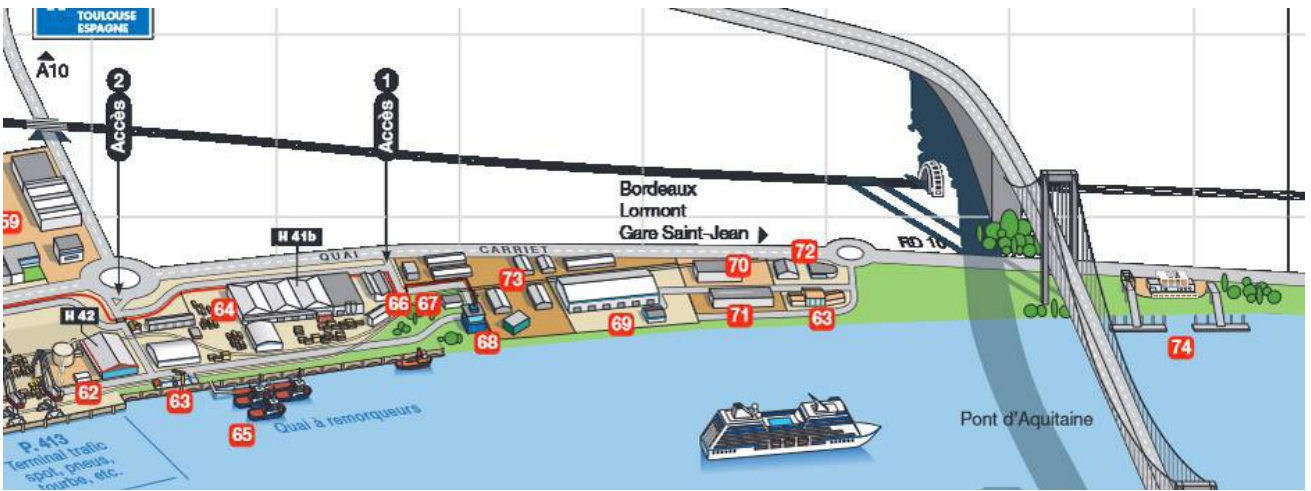 TOULOUSE
ESPAGNE
A10
2
Accès
1
Accès
Bordeaux
Lormont
Gare Saint-Jean
RD 10
59
H 41b
QUAI CARRIET
H 42
64
66
67
73
70
72
68
69
71
63
62
63
65
74
Quai à remorqueurs
Pont d'Aquitaine
P. 413
Terminal trafic
spot, pneus,
tourbe, etc.